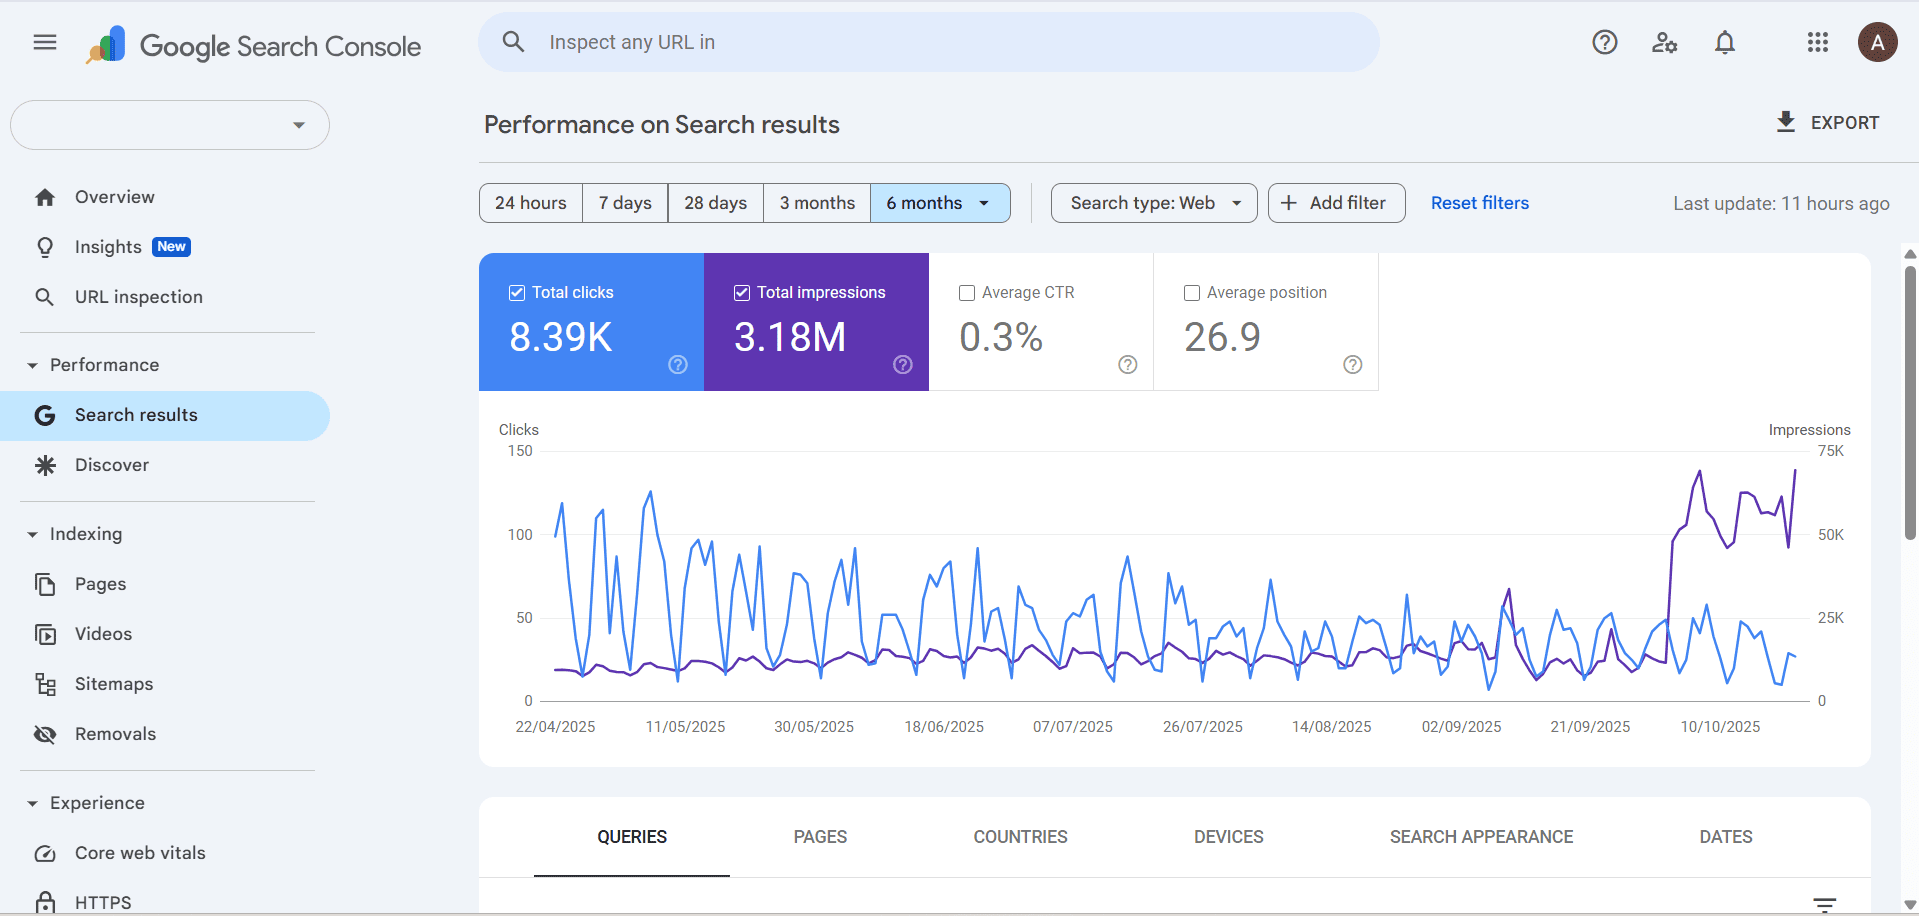 Google Search Console
Inspect any URL in
A
Performance on Search results
EXPORT
24 hours
7 days
28 days
3 months
6 months
Search type: Web
Add filter
Reset filters
Last update: 11 hours ago
Overview
Insights New
URL inspection
Performance
Search results
Discover
Indexing
Pages
Videos
Sitemaps
Removals
Experience
Core web vitals
HTTPS
Total clicks
8.39K
Total impressions
3.18M
Average CTR
0.3%
Average position
26.9
Clicks
Impressions
150
100
50
0
75K
50K
25K
0
22/04/2025
11/05/2025
30/05/2025
18/06/2025
07/07/2025
26/07/2025
14/08/2025
02/09/2025
21/09/2025
10/10/2025
QUERIES
PAGES
COUNTRIES
DEVICES
SEARCH APPEARANCE
DATES